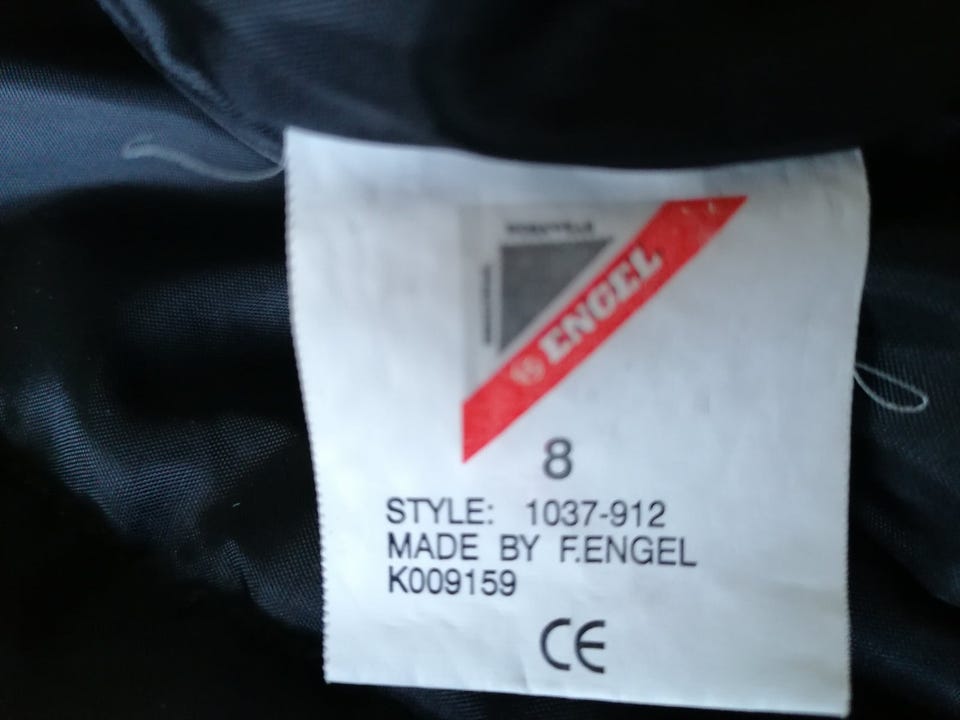 ENGEL
8
STYLE: 1037-912
MADE BY F.ENGEL
K009159
CE